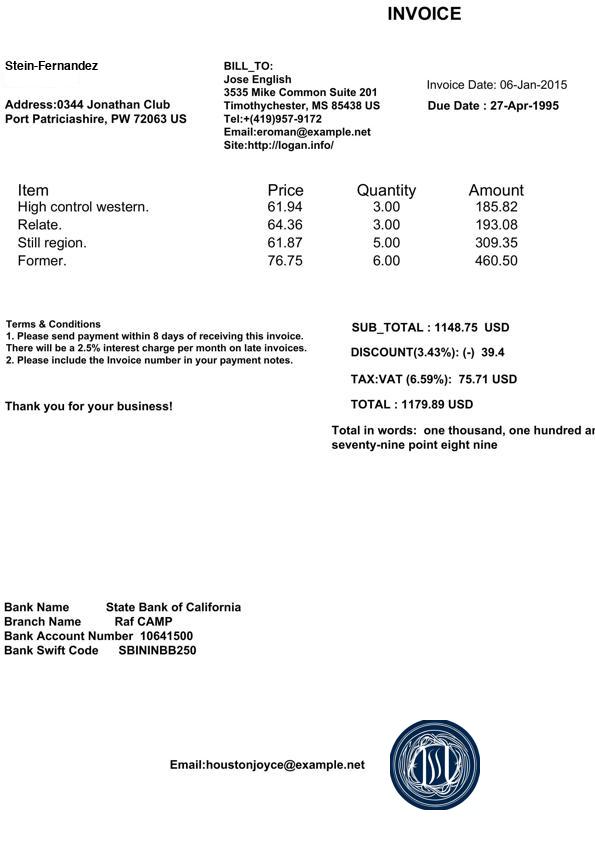 INVOICE
Stein-Fernandez
Address:0344 Jonathan Club
Port Patriciashire, PW 72063 US
BILL_TO:
Jose English
3535 Mike Common Suite 201
Timothychester, MS 85438 US
Tel:+(419)957-9172
Email:eroman@example.net
Site:http://logan.info/
Invoice Date: 06-Jan-2015
Due Date : 27-Apr-1995
Item Price Quantity Amount
High control western. 61.94 3.00 185.82
Relate. 64.36 3.00 193.08
Still region. 61.87 5.00 309.35
Former. 76.75 6.00 460.50
Terms & Conditions
1. Please send payment within 8 days of receiving this invoice.
There will be a 2.5% interest charge per month on late invoices.
2. Please include the Invoice number in your payment notes.
Thank you for your business!
SUB_TOTAL : 1148.75 USD
DISCOUNT(3.43%): (-) 39.4
TAX:VAT (6.59%): 75.71 USD
TOTAL : 1179.89 USD
Total in words: one thousand, one hundred
seventy-nine point eight nine
Bank Name State Bank of California
Branch Name Raf CAMP
Bank Account Number 10641500
Bank Swift Code SBININBB250
Email:houstonjoyce@example.net